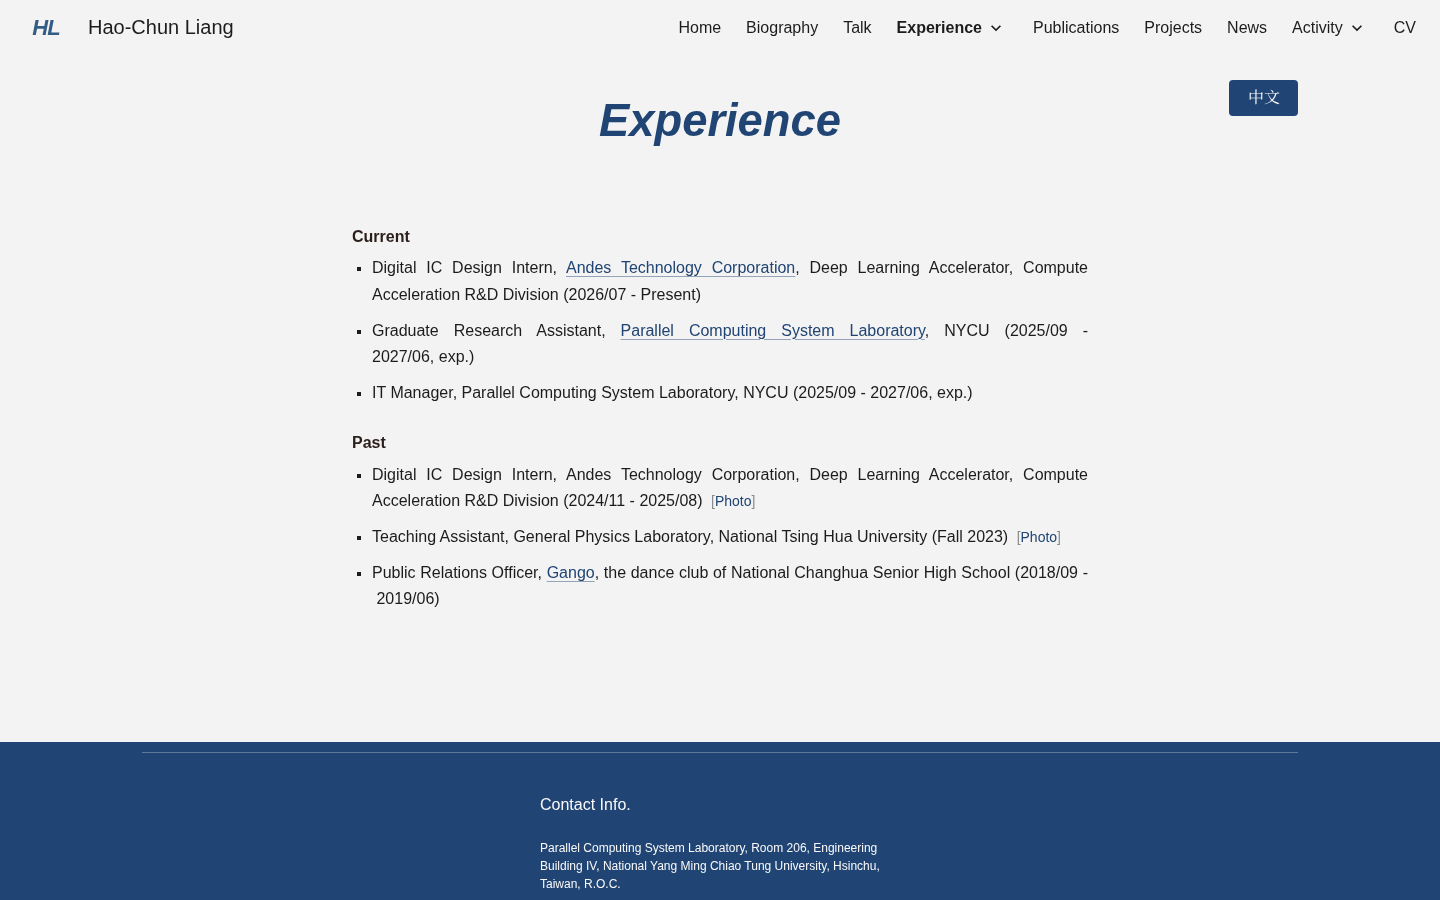 HL Hao-Chun Liang Home Biography Talk Experience Publications Projects News Activity CV
中文
Experience
Current
Digital IC Design Intern, Andes Technology Corporation, Deep Learning Accelerator, Compute
Acceleration R&D Division (2026/07 - Present)
Graduate Research Assistant, Parallel Computing System Laboratory, NYCU (2025/09 -
2027/06, exp.)
IT Manager, Parallel Computing System Laboratory, NYCU (2025/09 - 2027/06, exp.)
Past
Digital IC Design Intern, Andes Technology Corporation, Deep Learning Accelerator, Compute
Acceleration R&D Division (2024/11 - 2025/08) [Photo]
Teaching Assistant, General Physics Laboratory, National Tsing Hua University (Fall 2023) [Photo]
Public Relations Officer, Gango, the dance club of National Changhua Senior High School (2018/09 -
2019/06)
Contact Info.
Parallel Computing System Laboratory, Room 206, Engineering
Building IV, National Yang Ming Chiao Tung University, Hsinchu,
Taiwan, R.O.C.